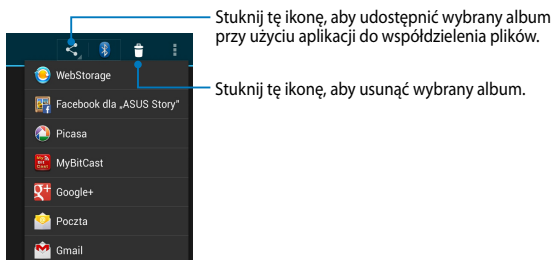 Stuknij tę ikonę, aby udostępnić wybrany album
przy użyciu aplikacji do współdzielenia plików.
Stuknij tę ikonę, aby usunąć wybrany album.
WebStorage
Facebook dla „ASUS Story"
Picasa
MyBitCast
Google+
Poczta
Gmail